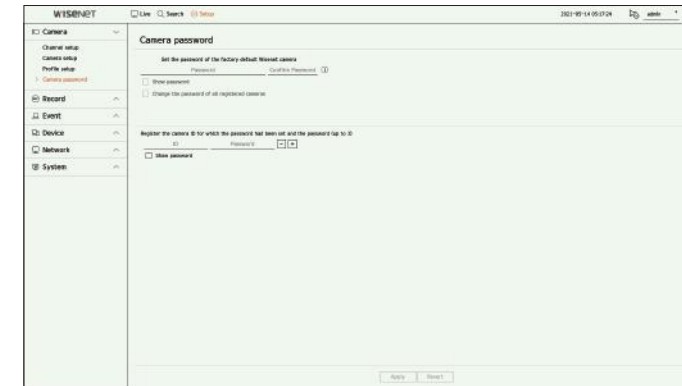 WISENET
Live Search Setup
2021-05-14 05:17:24 admin
Camera
Channel setup
Camera setup
Profile setup
Camera password
Record
Event
Device
Network
System
Camera password
Set the password of the factory default Wisenet camera
Password Confirm Password
Show password
Change the password of all registered cameras
Register the camera ID for which the password had been set and the password (up to 3)
ID Password - +
Show password
Apply Revert